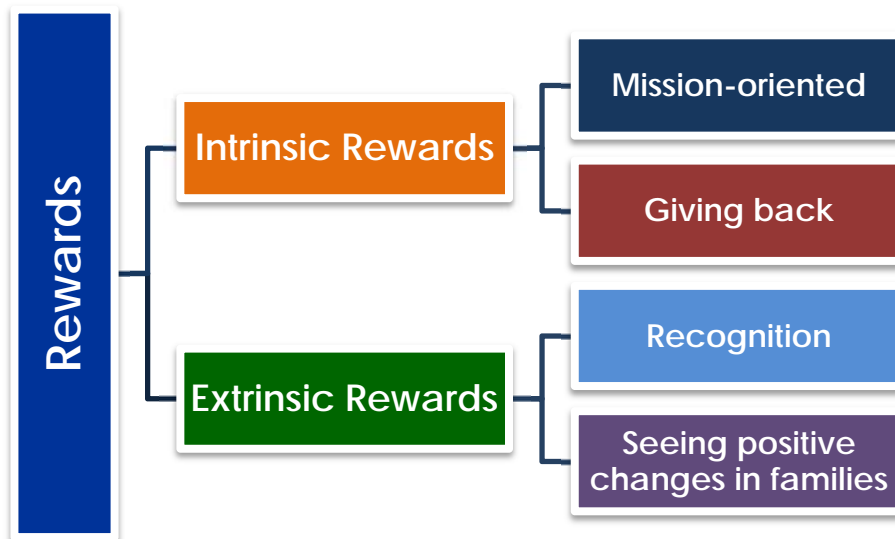 Rewards
Intrinsic Rewards
Mission-oriented
Giving back
Extrinsic Rewards
Recognition
Seeing positive
changes in families